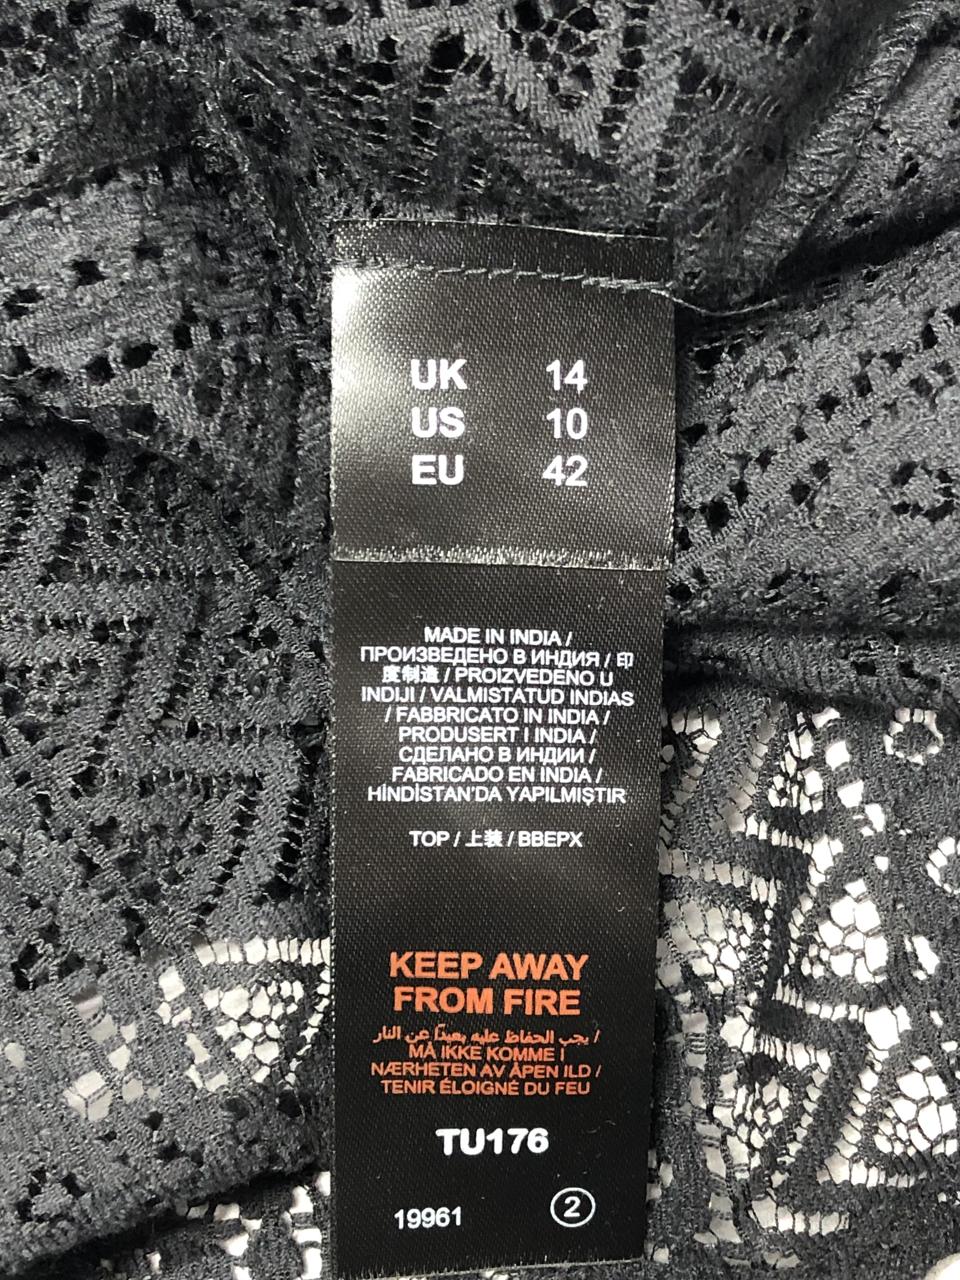 UK 14
US 10
EU 42
MADE IN INDIA /
ПРОИЗВЕДЕНО В ИНДИЯ / 印
度制造 / PROIZVEDENO U
INDIJI / VALMISTATUD INDIAS
/ FABBRICATO IN INDIA /
PRODUSERT I INDIA /
СДЕЛАНО В ИНДИИ /
FABRICADO EN INDIA /
HİNDİSTAN'DA YAPILMIŞTIR
TOP / 上装 / ВВЕРХ
KEEP AWAY
FROM FIRE
يجب الحفاظ عليه بعيدًا عن النار /
MÅ IKKE KOMME I
NÆRHETEN AV ÅPEN ILD /
TENIR ÉLOIGNÉ DU FEU
TU176
19961 2